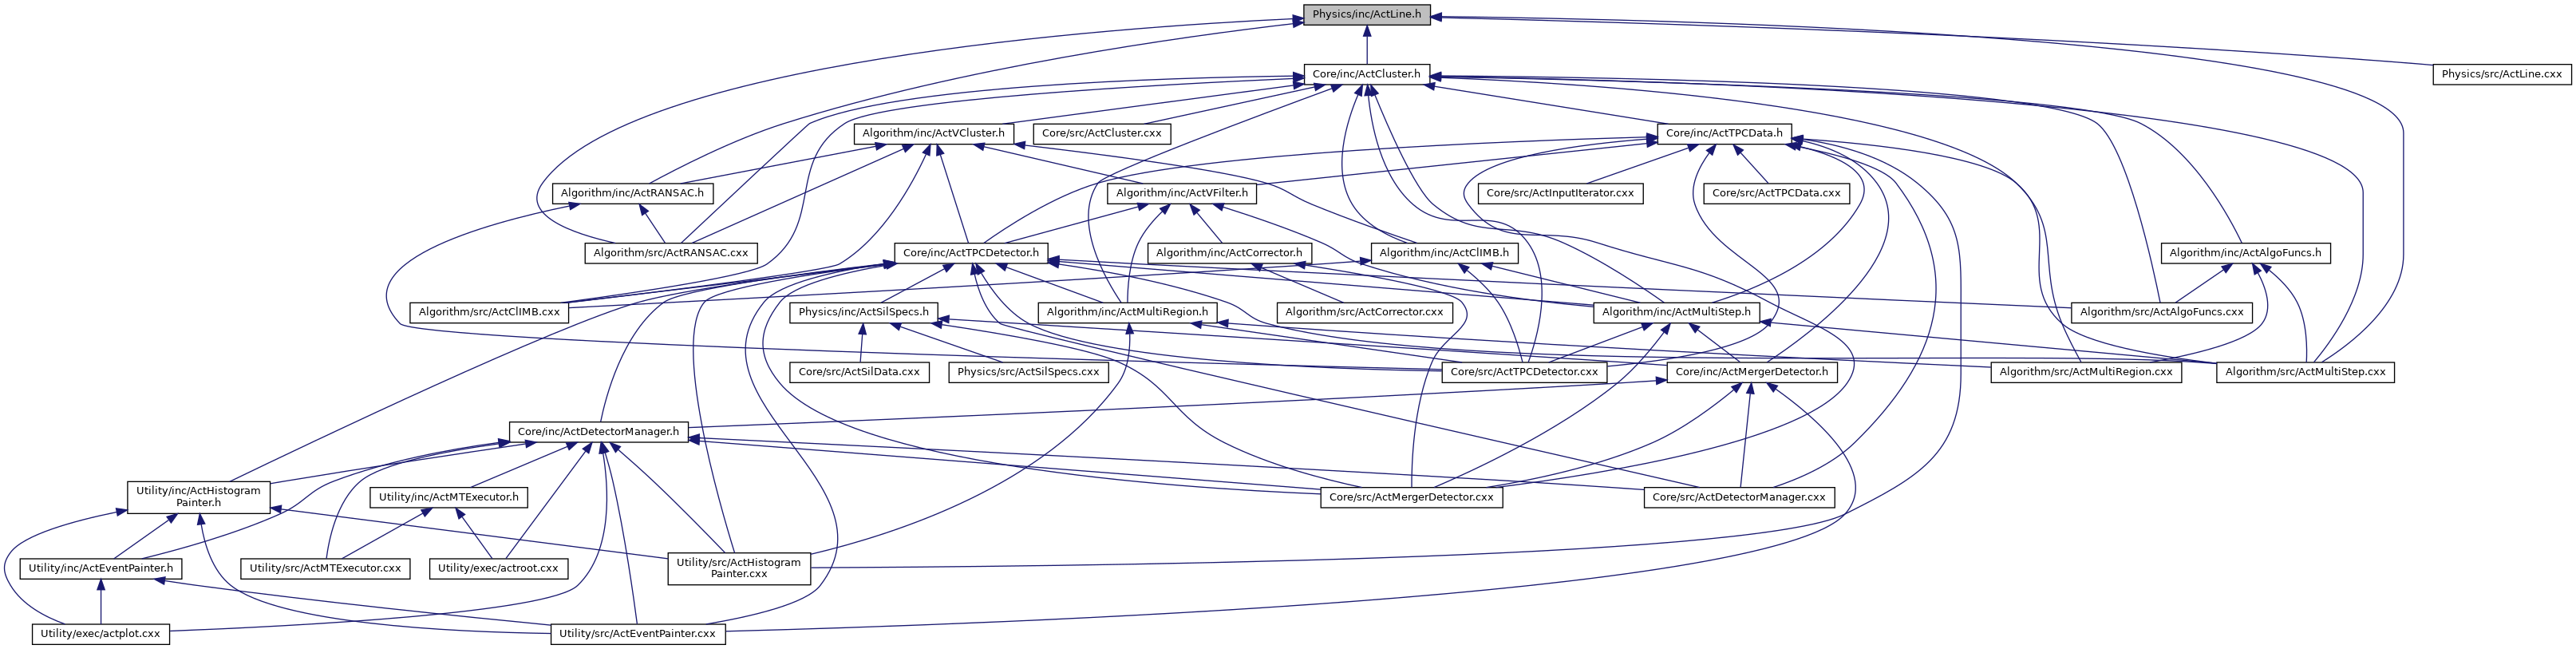 Physics/inc/ActLine.h
Core/inc/ActCluster.h
Physics/src/ActLine.cxx
Algorithm/inc/ActVCluster.h
Core/src/ActCluster.cxx
Core/inc/ActTPCData.h
Algorithm/inc/ActRANSAC.h
Algorithm/inc/ActVFilter.h
Core/src/ActInputIterator.cxx
Core/src/ActTPCData.cxx
Algorithm/src/ActRANSAC.cxx
Core/inc/ActTPCDetector.h
Algorithm/inc/ActCorrector.h
Algorithm/inc/ActClIMB.h
Algorithm/inc/ActAlgoFuncs.h
Algorithm/src/ActClIMB.cxx
Physics/inc/ActSilSpecs.h
Algorithm/inc/ActMultiRegion.h
Algorithm/src/ActCorrector.cxx
Algorithm/inc/ActMultiStep.h
Algorithm/src/ActAlgoFuncs.cxx
Core/src/ActSilData.cxx
Physics/src/ActSilSpecs.cxx
Core/src/ActTPCDetector.cxx
Core/inc/ActMergerDetector.h
Algorithm/src/ActMultiRegion.cxx
Algorithm/src/ActMultiStep.cxx
Core/inc/ActDetectorManager.h
Utility/inc/ActHistogram
Painter.h
Utility/inc/ActMTExecutor.h
Core/src/ActMergerDetector.cxx
Core/src/ActDetectorManager.cxx
Utility/inc/ActEventPainter.h
Utility/src/ActMTExecutor.cxx
Utility/exec/actroot.cxx
Utility/src/ActHistogram
Painter.cxx
Utility/exec/actplot.cxx
Utility/src/ActEventPainter.cxx